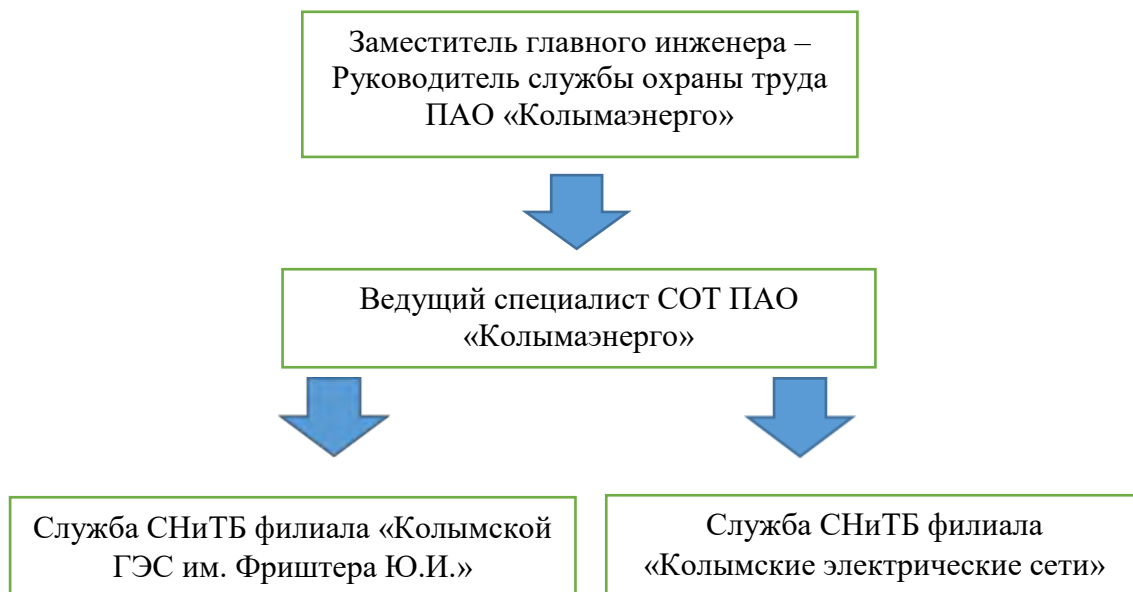 Заместитель главного инженера –
Руководитель службы охраны труда
ПАО «Колымаэнерго»
Ведущий специалист СОТ ПАО
«Колымаэнерго»
Служба СНиТБ филиала «Колымской
ГЭС им. Фриштера Ю.И.»
Служба СНиТБ филиала
«Колымские электрические сети»